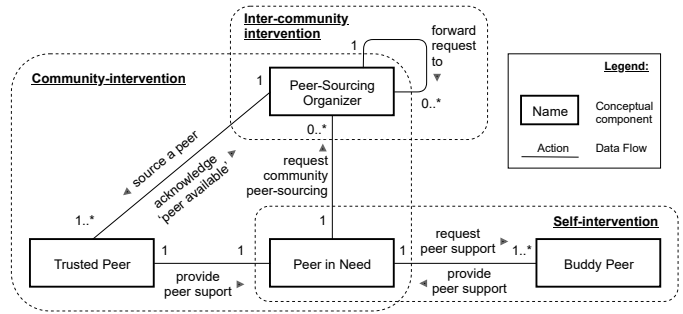 Inter-community
intervention
Community-intervention
1
forward
request
to
0..*
1
Peer-Sourcing
Organizer
0..*
Legend:
Name
Conceptual
component
Action
Data Flow
source a peer
acknowledge
'peer available'
request
community
peer-sourcing
1..*
1
Self-intervention
Trusted Peer
1
1
provide
peer suport
Peer in Need
1
request
peer support
1..*
provide
peer support
Buddy Peer